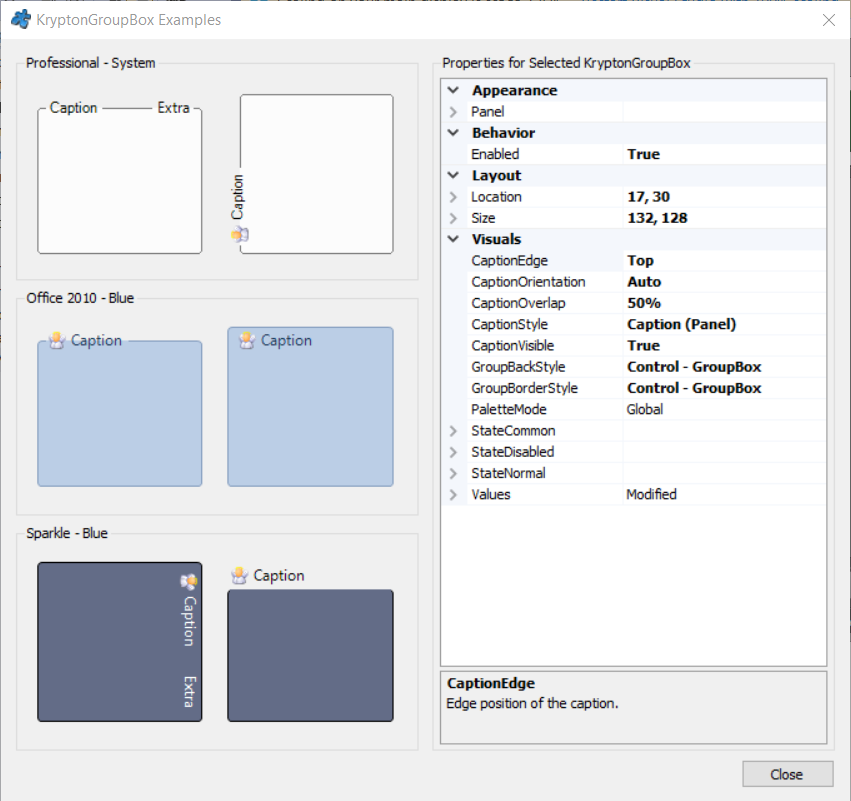 KryptonGroupBox Examples
Professional - System
Caption Extra
Caption
Office 2010 - Blue
Caption
Caption
Sparkle - Blue
Caption
Extra
Caption
Properties for Selected KryptonGroupBox
Appearance
Panel
Behavior
Enabled True
Layout
Location 17, 30
Size 132, 128
Visuals
CaptionEdge Top
CaptionOrientation Auto
CaptionOverlap 50%
CaptionStyle Caption (Panel)
CaptionVisible True
GroupBackStyle Control - GroupBox
GroupBorderStyle Control - GroupBox
PaletteMode Global
StateCommon
StateDisabled
StateNormal
Values Modified
CaptionEdge
Edge position of the caption.
Close